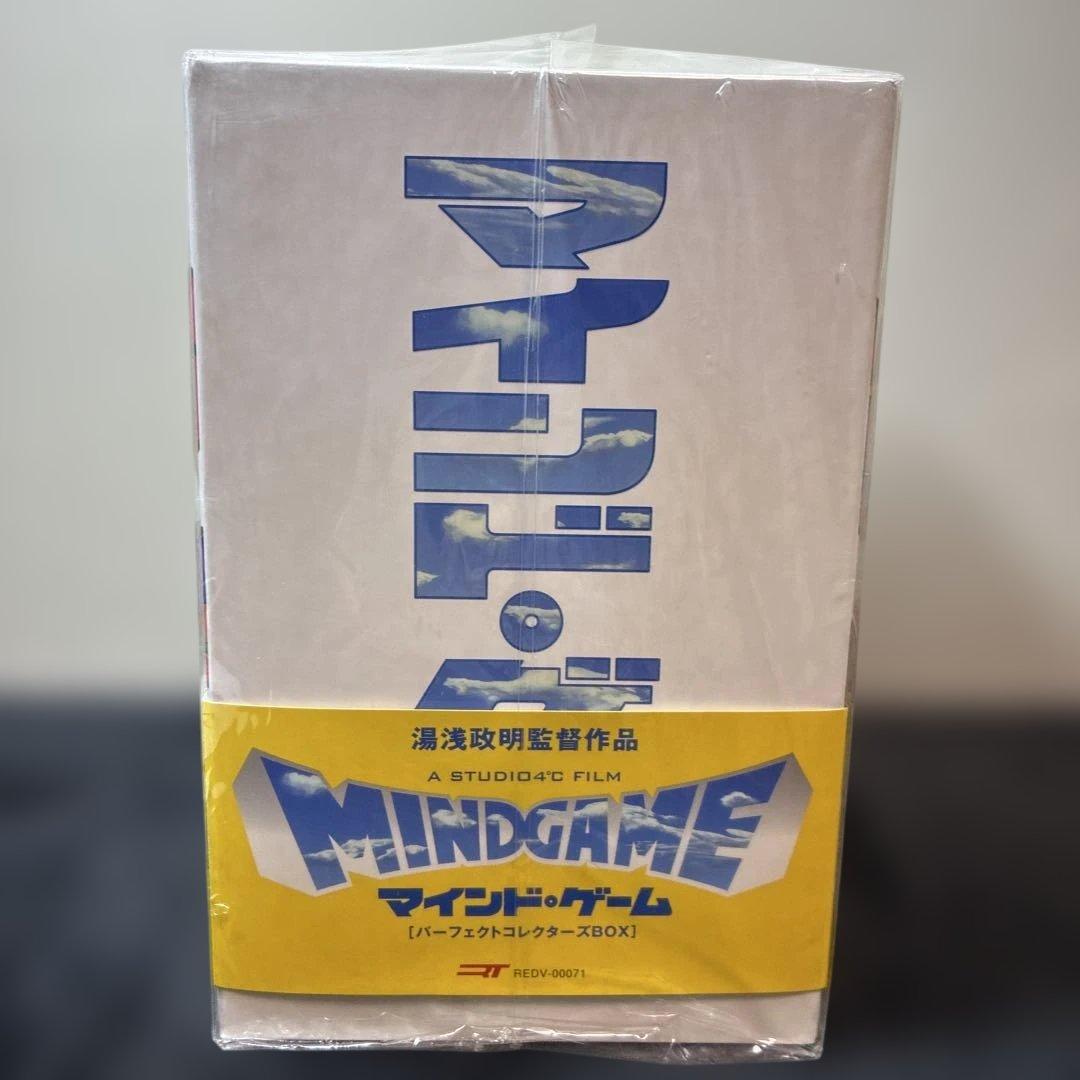 マインド・ゲ
湯浅政明監督作品
A STUDIO4℃ FILM
MINDGAME
マインド・ゲーム
[パーフェクトコレクターズBOX]
RT REDV-00071